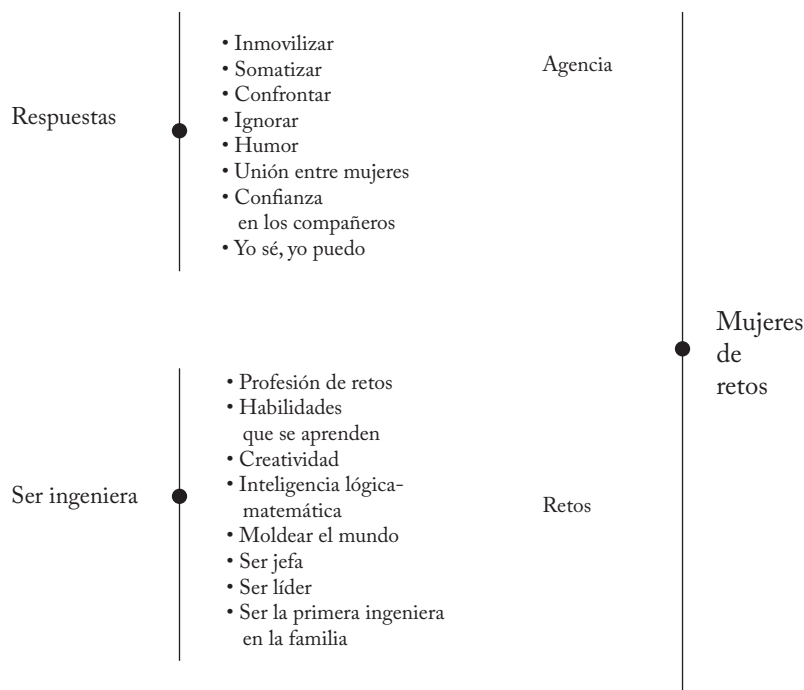 Respuestas
• Inmovilizar
• Somatizar
• Confrontar
• Ignorar
• Humor
• Unión entre mujeres
• Confianza
en los compañeros
• Yo sé, yo puedo
Agencia
Ser ingeniera
• Profesión de retos
• Habilidades
que se aprenden
• Creatividad
• Inteligencia lógica-
matemática
• Moldear el mundo
• Ser jefa
• Ser líder
• Ser la primera ingeniera
en la familia
Retos
Mujeres
de
retos